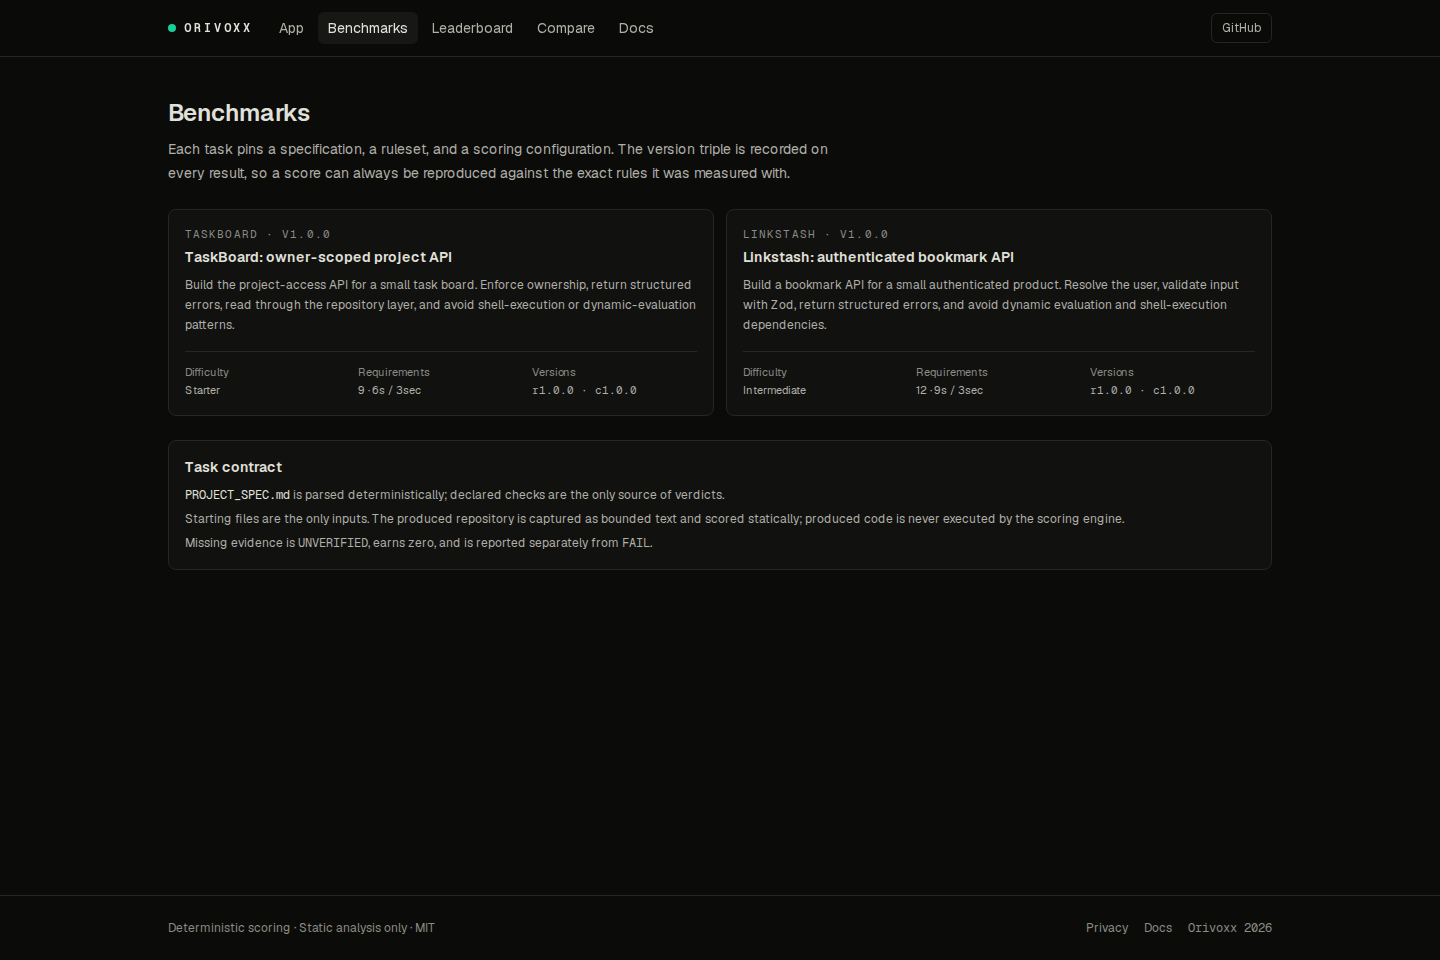 ORIVOXX App Benchmarks Leaderboard Compare Docs GitHub
Benchmarks
Each task pins a specification, a ruleset, and a scoring configuration. The version triple is recorded on
every result, so a score can always be reproduced against the exact rules it was measured with.
TASKBOARD · V1.0.0
TaskBoard: owner-scoped project API
Build the project-access API for a small task board. Enforce ownership, return structured
errors, read through the repository layer, and avoid shell-execution or dynamic-evaluation
patterns.
Difficulty Requirements Versions
Starter 9 · 6s / 3sec r1.0.0 · c1.0.0
LINKSTASH · V1.0.0
Linkstash: authenticated bookmark API
Build a bookmark API for a small authenticated product. Resolve the user, validate input
with Zod, return structured errors, and avoid dynamic evaluation and shell-execution
dependencies.
Difficulty Requirements Versions
Intermediate 12 · 9s / 3sec r1.0.0 · c1.0.0
Task contract
PROJECT_SPEC.md is parsed deterministically; declared checks are the only source of verdicts.
Starting files are the only inputs. The produced repository is captured as bounded text and scored statically; produced code is never executed by the scoring engine.
Missing evidence is UNVERIFIED, earns zero, and is reported separately from FAIL.
Deterministic scoring · Static analysis only · MIT Privacy Docs Orivoxx 2026